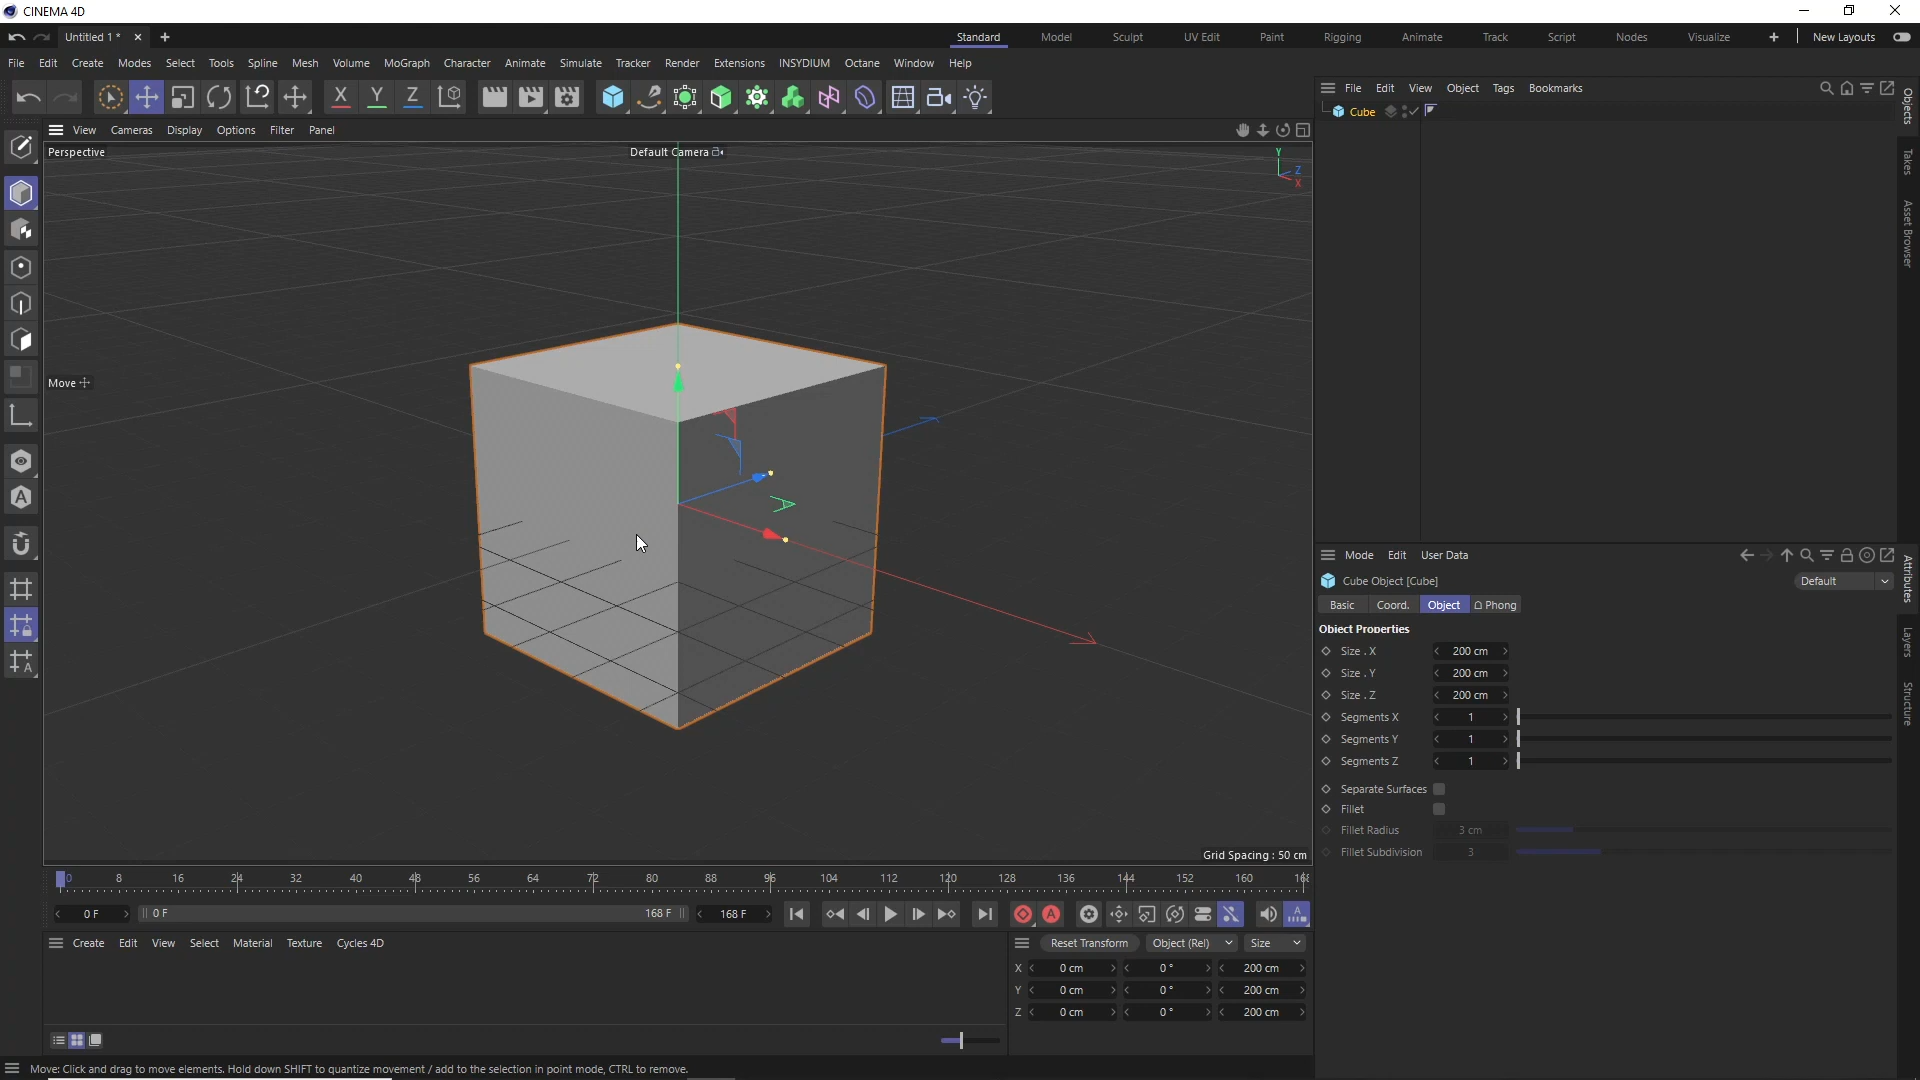 CINEMA 4D
Untitled 1 *
Standard Model Sculpt UV Edit Paint Rigging Animate Track Script Nodes Visualize New Layouts
File Edit Create Modes Select Tools Spline Mesh Volume MoGraph Character Animate Simulate Tracker Render Extensions INSYDIUM Octane Window Help
X Y Z
File Edit View Object Tags Bookmarks
Cube
Objects
Takes
Asset Browser
View Cameras Display Options Filter Panel
Perspective
Default Camera
Y
Z
X
Move
Grid Spacing : 50 cm
Mode Edit User Data
Cube Object [Cube]
Default
Basic Coord. Object Phong
Object Properties
Size . X 200 cm
Size . Y 200 cm
Size . Z 200 cm
Segments X 1
Segments Y 1
Segments Z 1
Separate Surfaces
Fillet
Fillet Radius 3 cm
Fillet Subdivision 3
Attributes
Layers
Structure
0 8 16 24 32 40 48 56 64 72 80 88 96 104 112 120 128 136 144 152 160 168
0 F 0 F 168 F 168 F
Create Edit View Select Material Texture Cycles 4D
Reset Transform Object (Rel) Size
X 0 cm 0 ° 200 cm
Y 0 cm 0 ° 200 cm
Z 0 cm 0 ° 200 cm
Move: Click and drag to move elements. Hold down SHIFT to quantize movement / add to the selection in point mode, CTRL to remove.